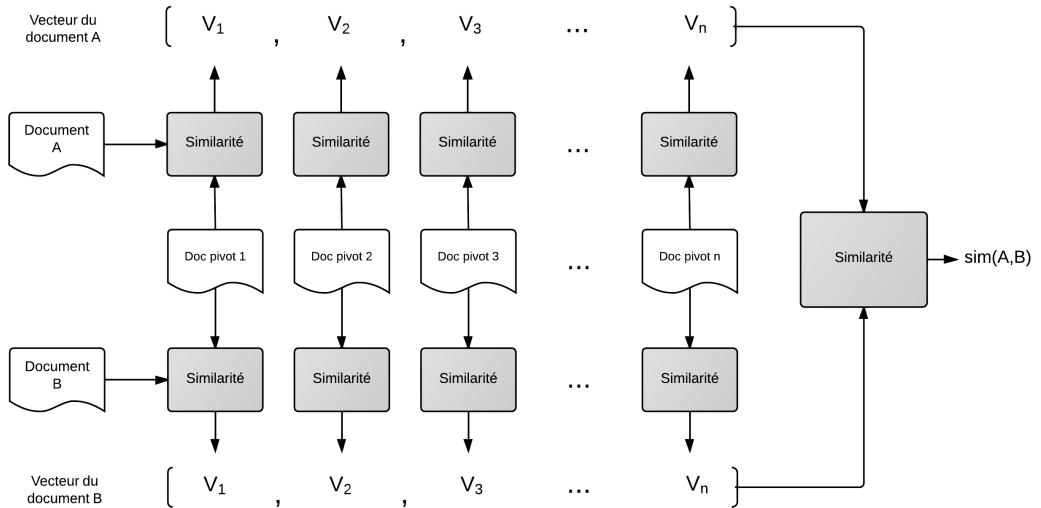 Vecteur du
document A
[ V1 , V2 , V3 ... Vn ]
Document
A
Similarité Similarité Similarité ... Similarité
Doc pivot 1 Doc pivot 2 Doc pivot 3 ... Doc pivot n
Similarité
sim(A,B)
Document
B
Similarité Similarité Similarité ... Similarité
Vecteur du
document B
[ V1 , V2 , V3 ... Vn ]